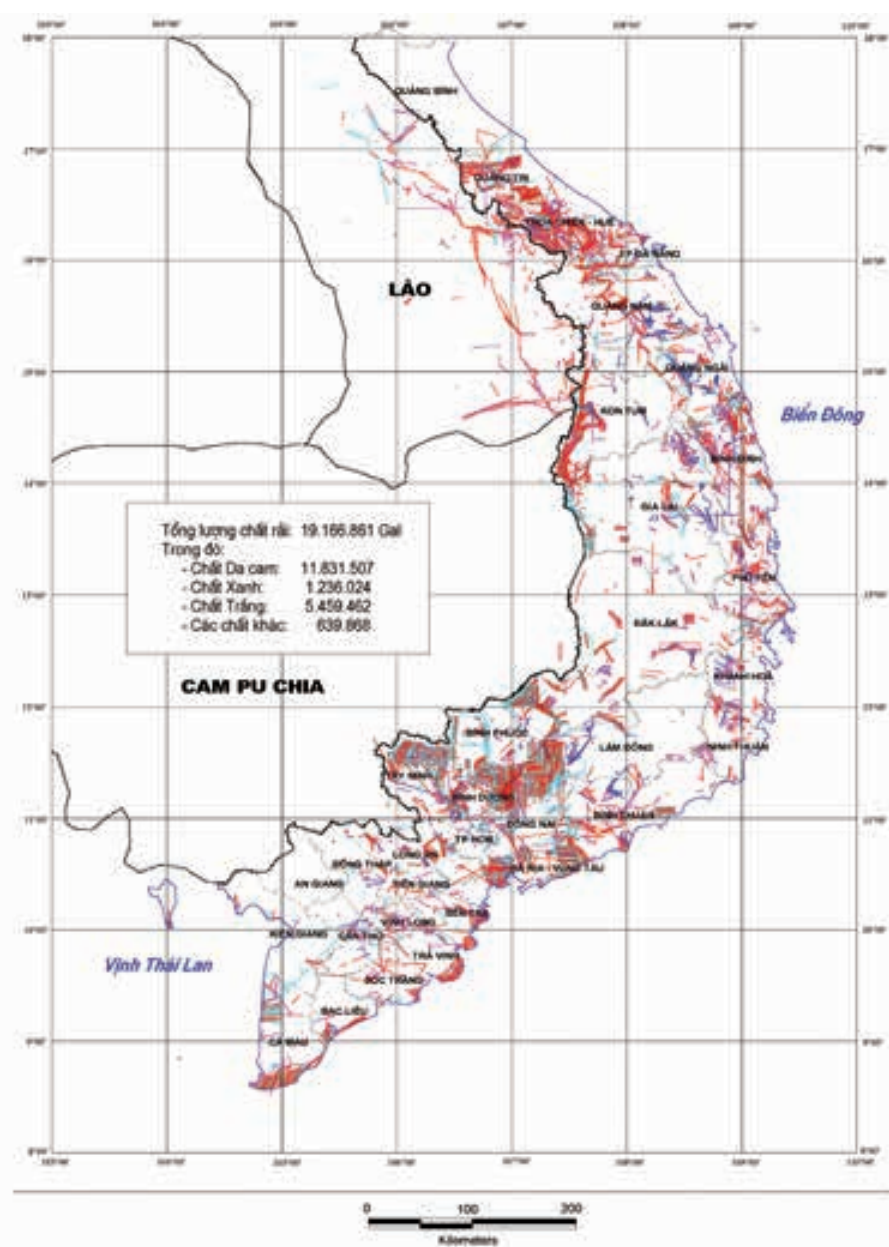 QUẢNG BÌNH
QUẢNG TRỊ
THỪA THIÊN - HUẾ
TP ĐÀ NẴNG
LÀO
QUẢNG NAM
QUẢNG NGÃI
KON TUM
Biển Đông
BÌNH ĐỊNH
GIA LAI
Tổng lượng chất rải: 19.166.861 Gal
Trong đó:
- Chất Da cam: 11.831.507
- Chất Xanh: 1.236.024
- Chất Trắng: 5.459.462
- Các chất khác: 639.868
PHÚ YÊN
ĐĂK LĂK
KHÁNH HOÀ
CAM PU CHIA
BÌNH PHƯỚC
LÂM ĐỒNG
NINH THUẬN
TÂY NINH
BÌNH DƯƠNG
BÌNH THUẬN
ĐỒNG NAI
TP HCM
LONG AN
ĐỒNG THÁP
BÀ RỊA - VŨNG TÀU
AN GIANG
TIỀN GIANG
BẾN TRE
VĨNH LONG
KIÊN GIANG
CẦN THƠ
TRÀ VINH
Vịnh Thái Lan
SÓC TRĂNG
BẠC LIÊU
CÀ MAU
0 100 200
Kilometers